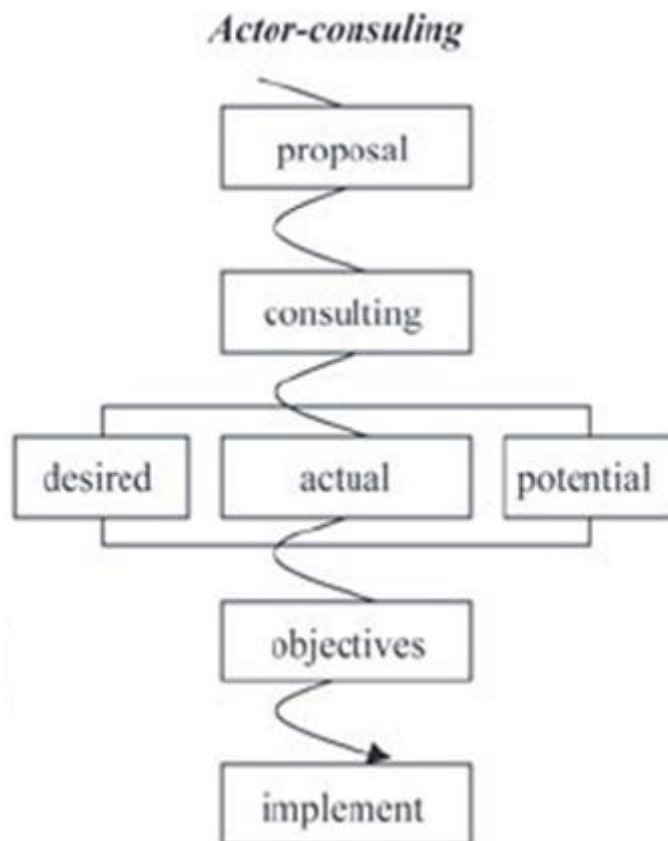 Actor-consuling
proposal
consulting
desired actual potential
objectives
implement